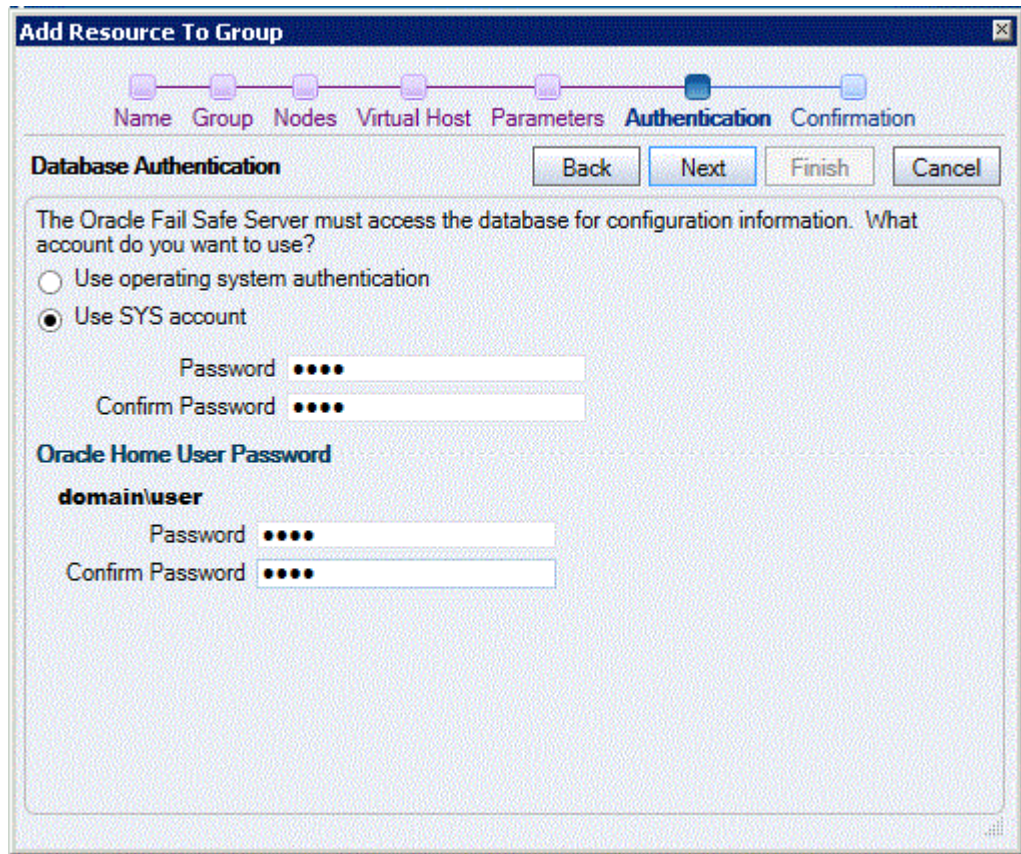 Add Resource To Group
Name Group Nodes Virtual Host Parameters Authentication Confirmation
Database Authentication Back Next Finish Cancel
The Oracle Fail Safe Server must access the database for configuration information. What
account do you want to use?
Use operating system authentication
Use SYS account
Password ••••
Confirm Password ••••
Oracle Home User Password
domain\user
Password ••••
Confirm Password ••••